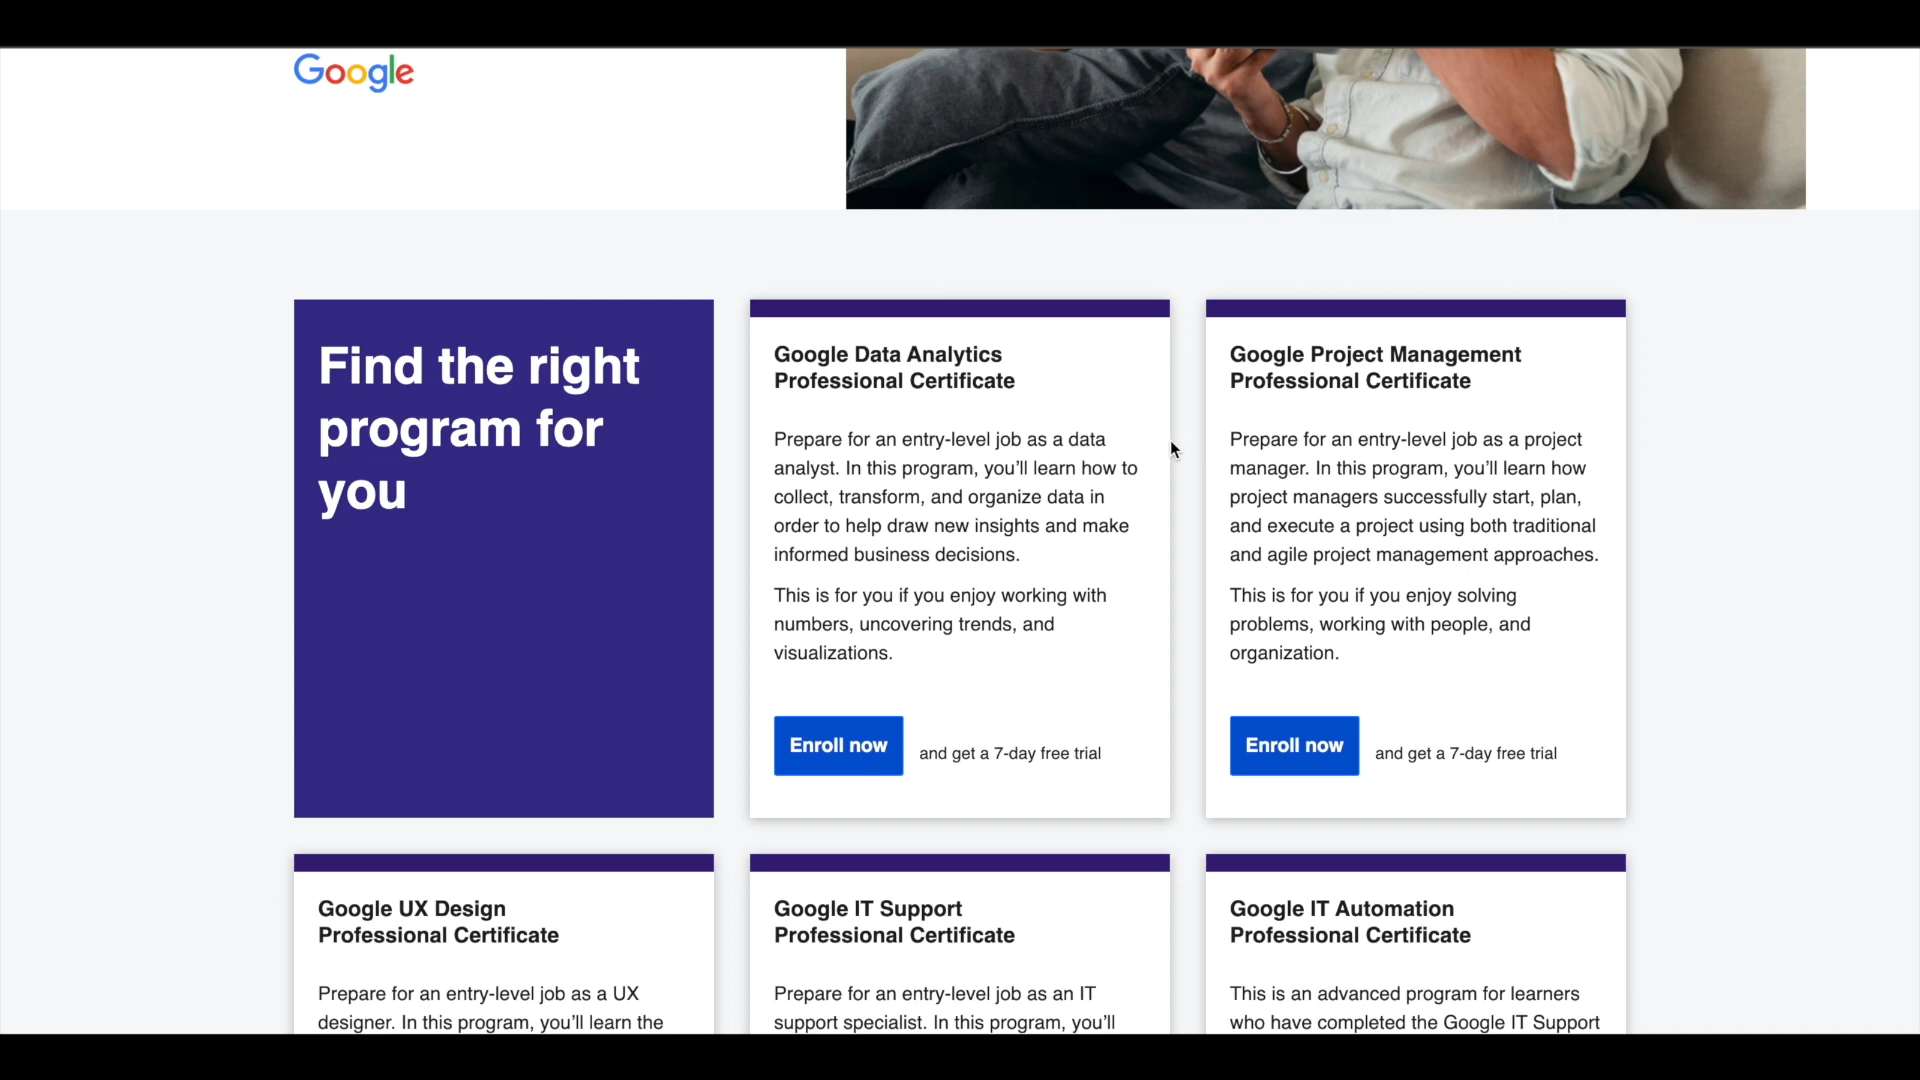 Google
Find the right
program for
you
Google Data Analytics
Professional Certificate
Prepare for an entry-level job as a data
analyst. In this program, you’ll learn how to
collect, transform, and organize data in
order to help draw new insights and make
informed business decisions.
This is for you if you enjoy working with
numbers, uncovering trends, and
visualizations.
Enroll now
and get a 7-day free trial
Google Project Management
Professional Certificate
Prepare for an entry-level job as a project
manager. In this program, you’ll learn how
project managers successfully start, plan,
and execute a project using both traditional
and agile project management approaches.
This is for you if you enjoy solving
problems, working with people, and
organization.
Enroll now
and get a 7-day free trial
Google UX Design
Professional Certificate
Prepare for an entry-level job as a UX
designer. In this program, you’ll learn the
Google IT Support
Professional Certificate
Prepare for an entry-level job as an IT
support specialist. In this program, you’ll
Google IT Automation
Professional Certificate
This is an advanced program for learners
who have completed the Google IT Support